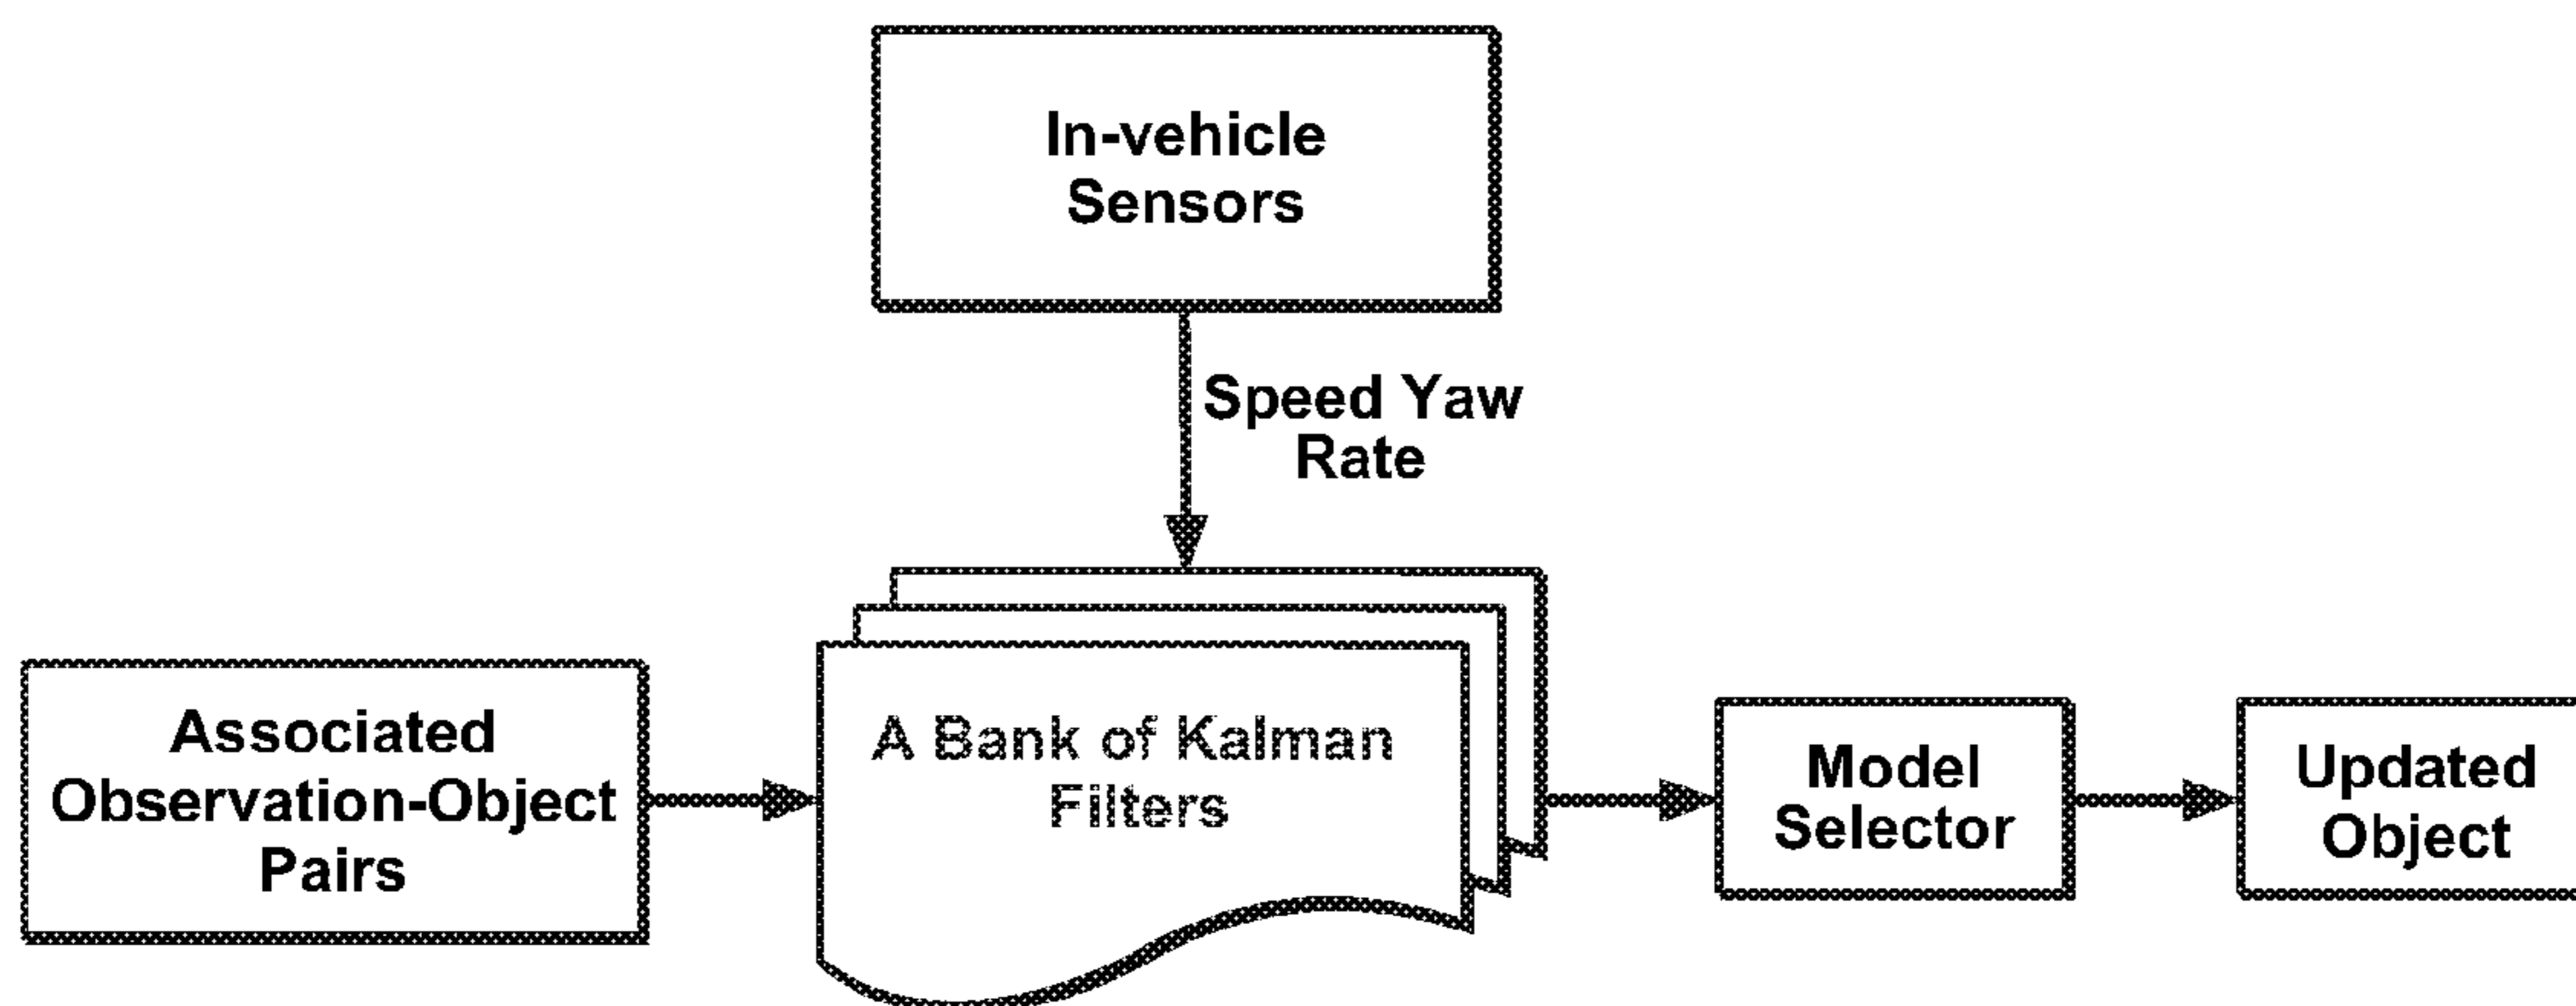 In-vehicle
Sensors
Speed Yaw
Rate
Associated
Observation-Object
Pairs
A Bank of Kalman
Filters
Model
Selector
Updated
Object